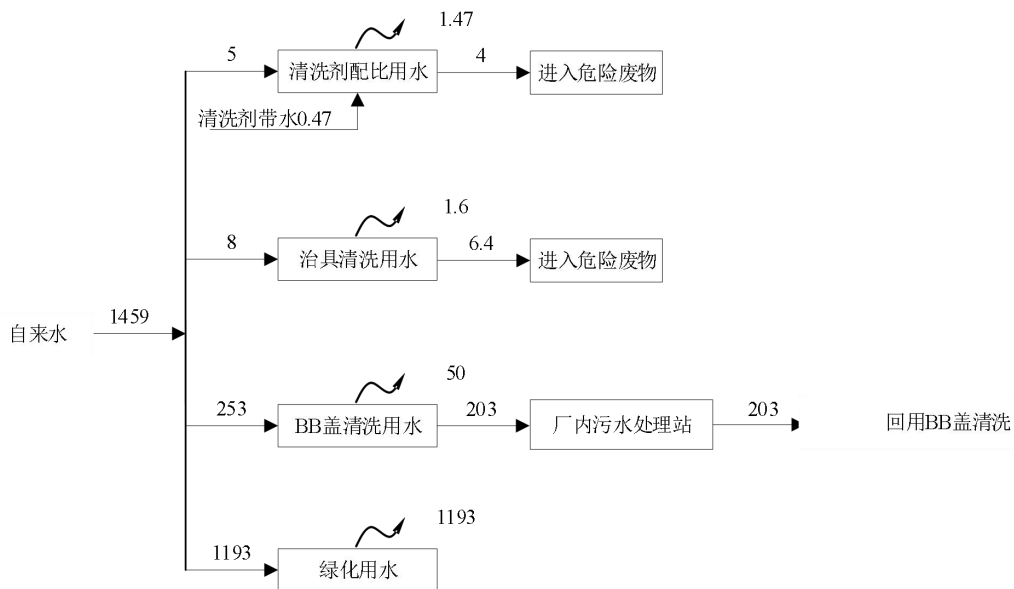 1.47
5
清洗剂配比用水
4
进入危险废物
清洗剂带水0.47
1.6
8
治具清洗用水
6.4
进入危险废物
自来水
1459
50
253
BB盖清洗用水
203
厂内污水处理站
203
回用BB盖清洗
1193
1193
绿化用水